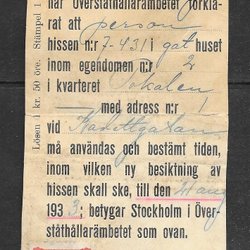 har överståthållarämbetet förkla-
rat att person
hissen n:r 7-431 i gat huset
inom egendomen n:r 2
i kvarteret Vokalen
— med adress n:r 1
vid
må användas och bestämt tiden,
inom vilken ny besiktning av
hissen skall ske, till den
193 3; betygar Stockholm i Över-
ståthållarämbetet som ovan.
Lösen 1 kr. 50 öre. Stämpel 1